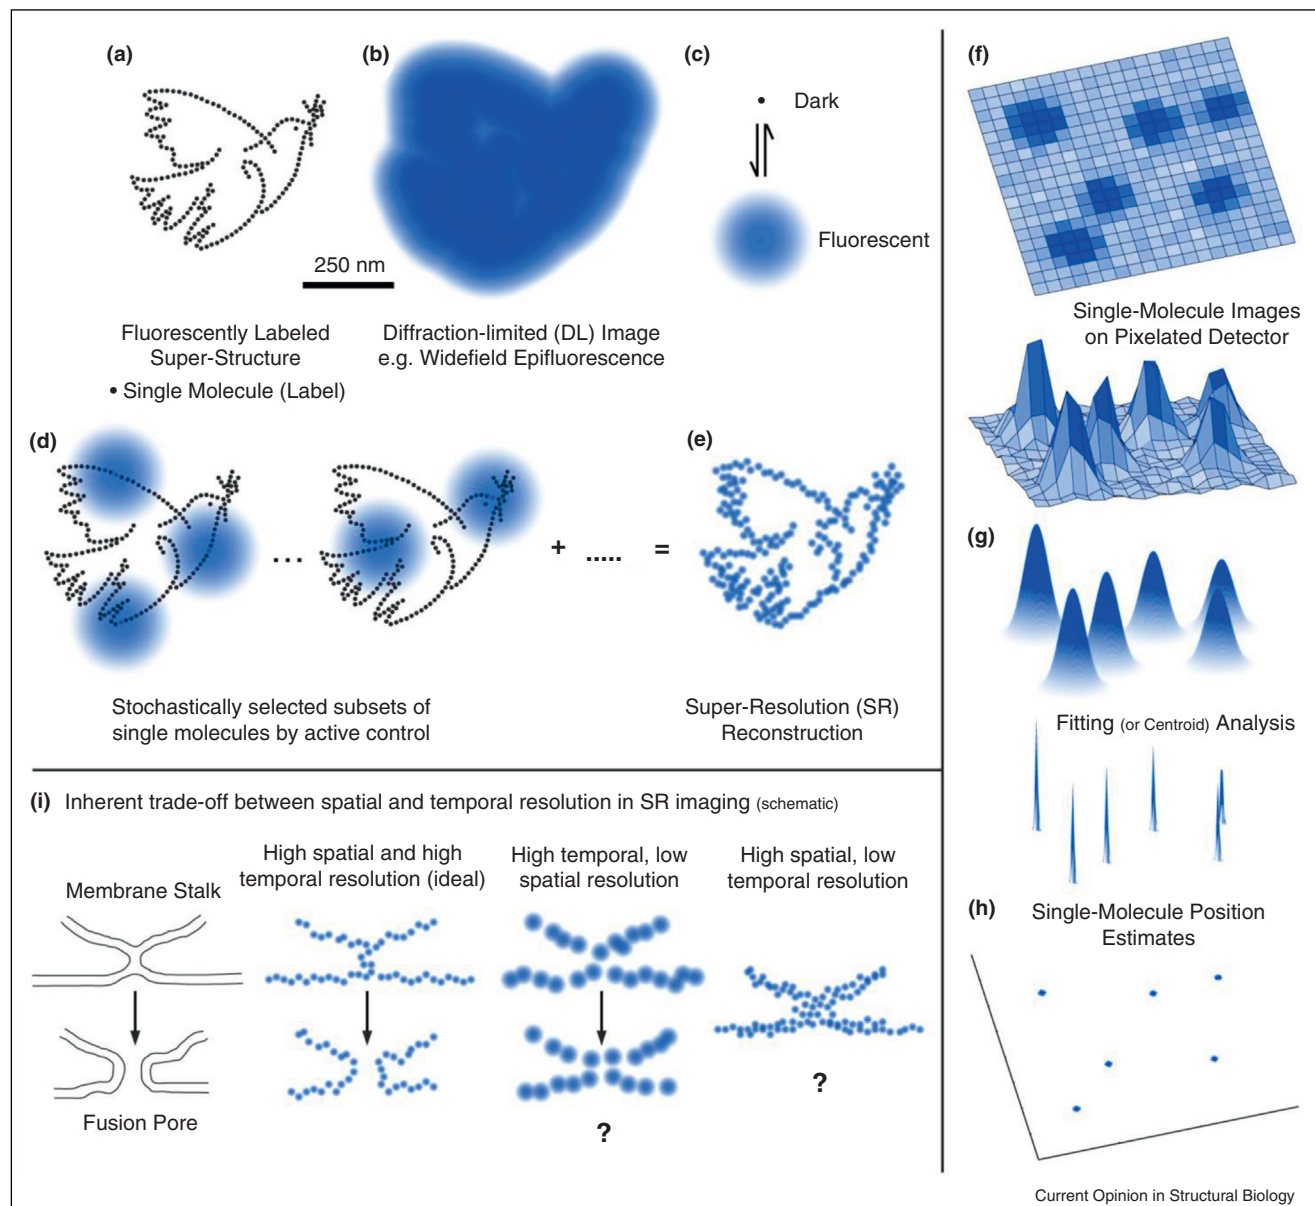 (a)
(b)
(c)
Dark
Fluorescent
250 nm
Fluorescently Labeled
Super-Structure
• Single Molecule (Label)
Diffraction-limited (DL) Image
e.g. Widefield Epifluorescence
(d)
...
+ ..... =
(e)
Stochastically selected subsets of
single molecules by active control
Super-Resolution (SR)
Reconstruction
(f)
Single-Molecule Images
on Pixelated Detector
(g)
Fitting (or Centroid) Analysis
(h)
Single-Molecule Position
Estimates
(i) Inherent trade-off between spatial and temporal resolution in SR imaging (schematic)
Membrane Stalk
Fusion Pore
High spatial and high
temporal resolution (ideal)
High temporal, low
spatial resolution
?
High spatial, low
temporal resolution
?
Current Opinion in Structural Biology